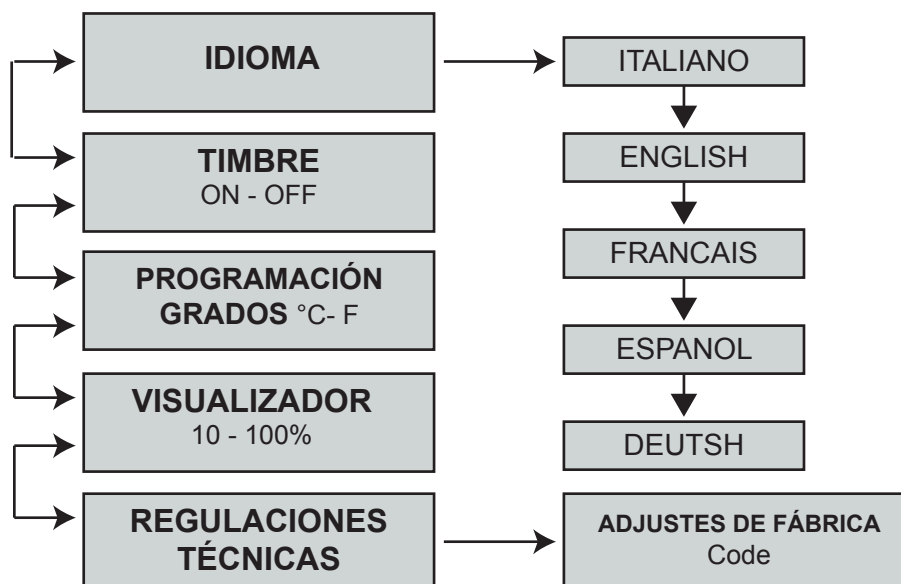 IDIOMA
TIMBRE
ON - OFF
PROGRAMACIÓN
GRADOS °C- F
VISUALIZADOR
10 - 100%
REGULACIONES
TÉCNICAS
ITALIANO
ENGLISH
FRANCAIS
ESPANOL
DEUTSH
ADJUSTES DE FÁBRICA
Code